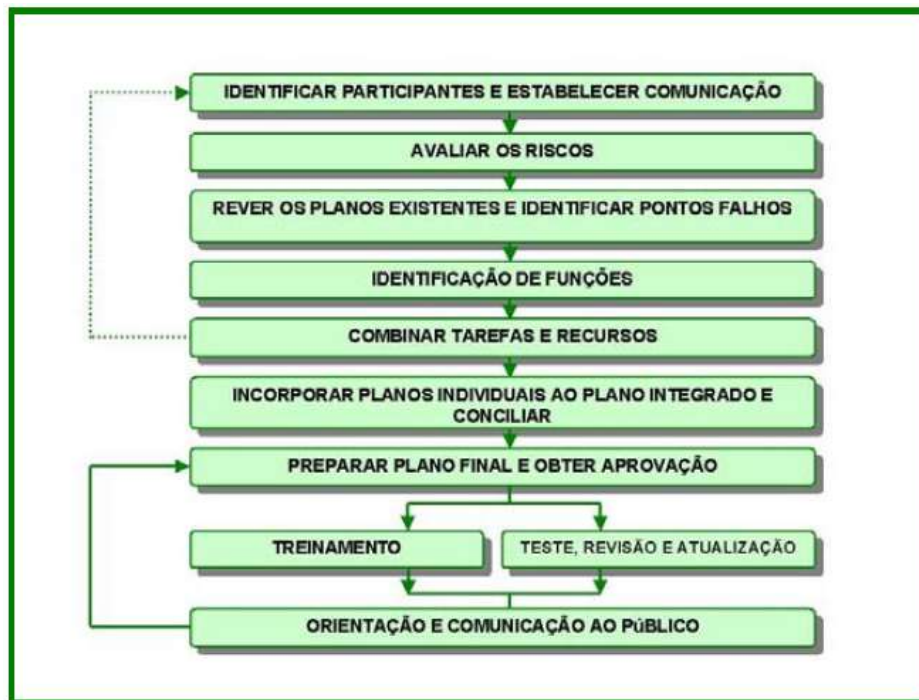 IDENTIFICAR PARTICIPANTES E ESTABELECER COMUNICAÇÃO
AVALIAR OS RISCOS
REVER OS PLANOS EXISTENTES E IDENTIFICAR PONTOS FALHOS
IDENTIFICAÇÃO DE FUNÇÕES
COMBINAR TAREFAS E RECURSOS
INCORPORAR PLANOS INDIVIDUAIS AO PLANO INTEGRADO E
CONCILIAR
PREPARAR PLANO FINAL E OBTER APROVAÇÃO
TREINAMENTO
TESTE, REVISÃO E ATUALIZAÇÃO
ORIENTAÇÃO E COMUNICAÇÃO AO PúBLICO